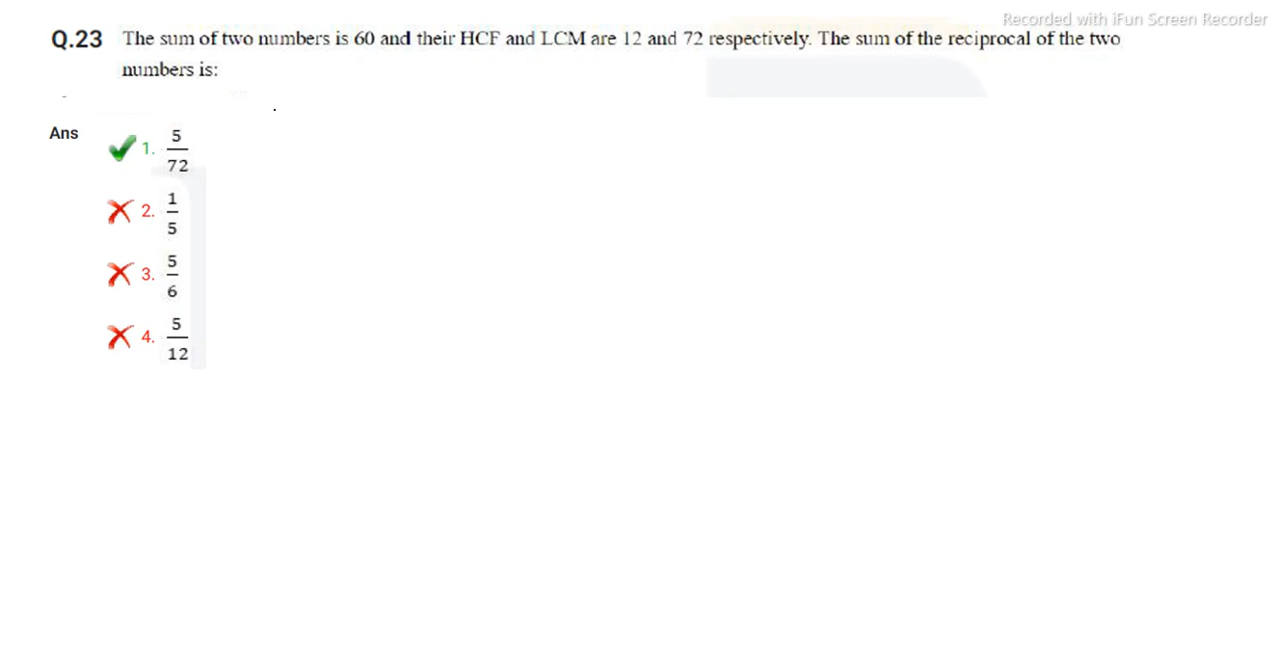 Recorded with iFun Screen Recorder
Q.23 The sum of two numbers is 60 and their HCF and LCM are 12 and 72 respectively. The sum of the reciprocal of the two
numbers is:
Ans
1. 5/72
2. 1/5
3. 5/6
4. 5/12